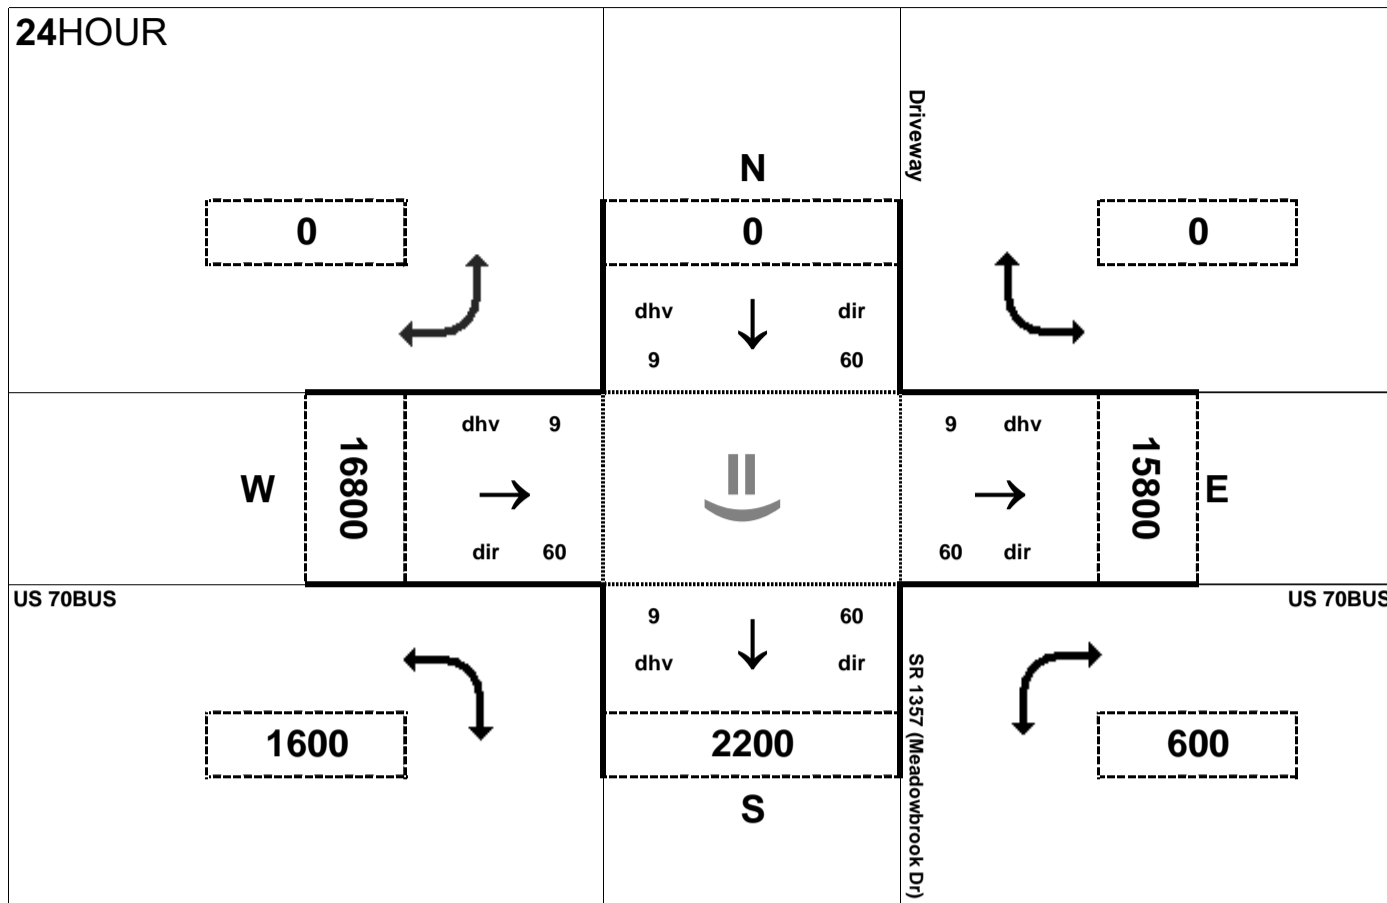 24HOUR
Driveway
N
0
0
0
dhv
dir
9
60
dhv 9
9 dhv
W
16800
15800
E
dir 60
60 dir
US 70BUS
US 70BUS
9
60
dhv
dir
SR 1357 (Meadowbrook Dr)
1600
2200
600
S